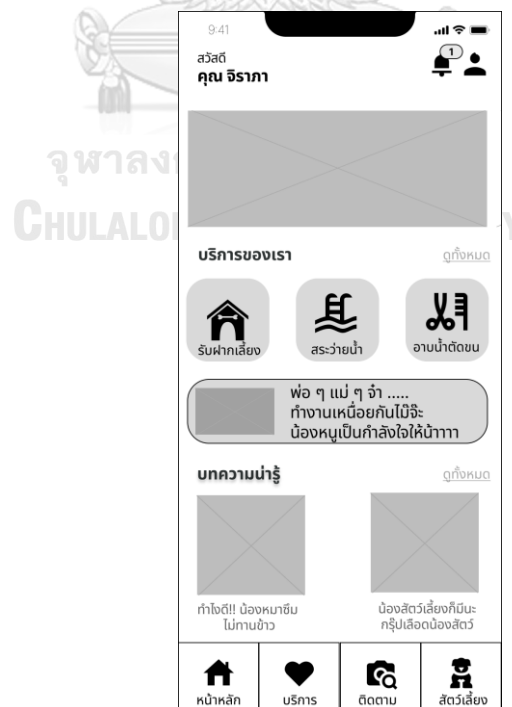 9:41
1
สวัสดี
คุณ จิราภา
จุฬาลง
CHULALO
บริการของเรา
ดูทั้งหมด
รับฝากเลี้ยง
สระว่ายน้ำ
อาบน้ำตัดขน
พ่อ ๆ แม่ ๆ จ๋า .....
ทำงานเหนื่อยกันไม๊จ๊ะ
น้องหนูเป็นกำลังใจให้น้าาาา
บทความน่ารู้
ดูทั้งหมด
ทำไงดี!! น้องหมาซึม
ไม่ทานข้าว
น้องสัตว์เลี้ยงก็มีนะ
กรุ๊ปเลือดน้องสัตว์
หน้าหลัก
บริการ
ติดตาม
สัตว์เลี้ยง